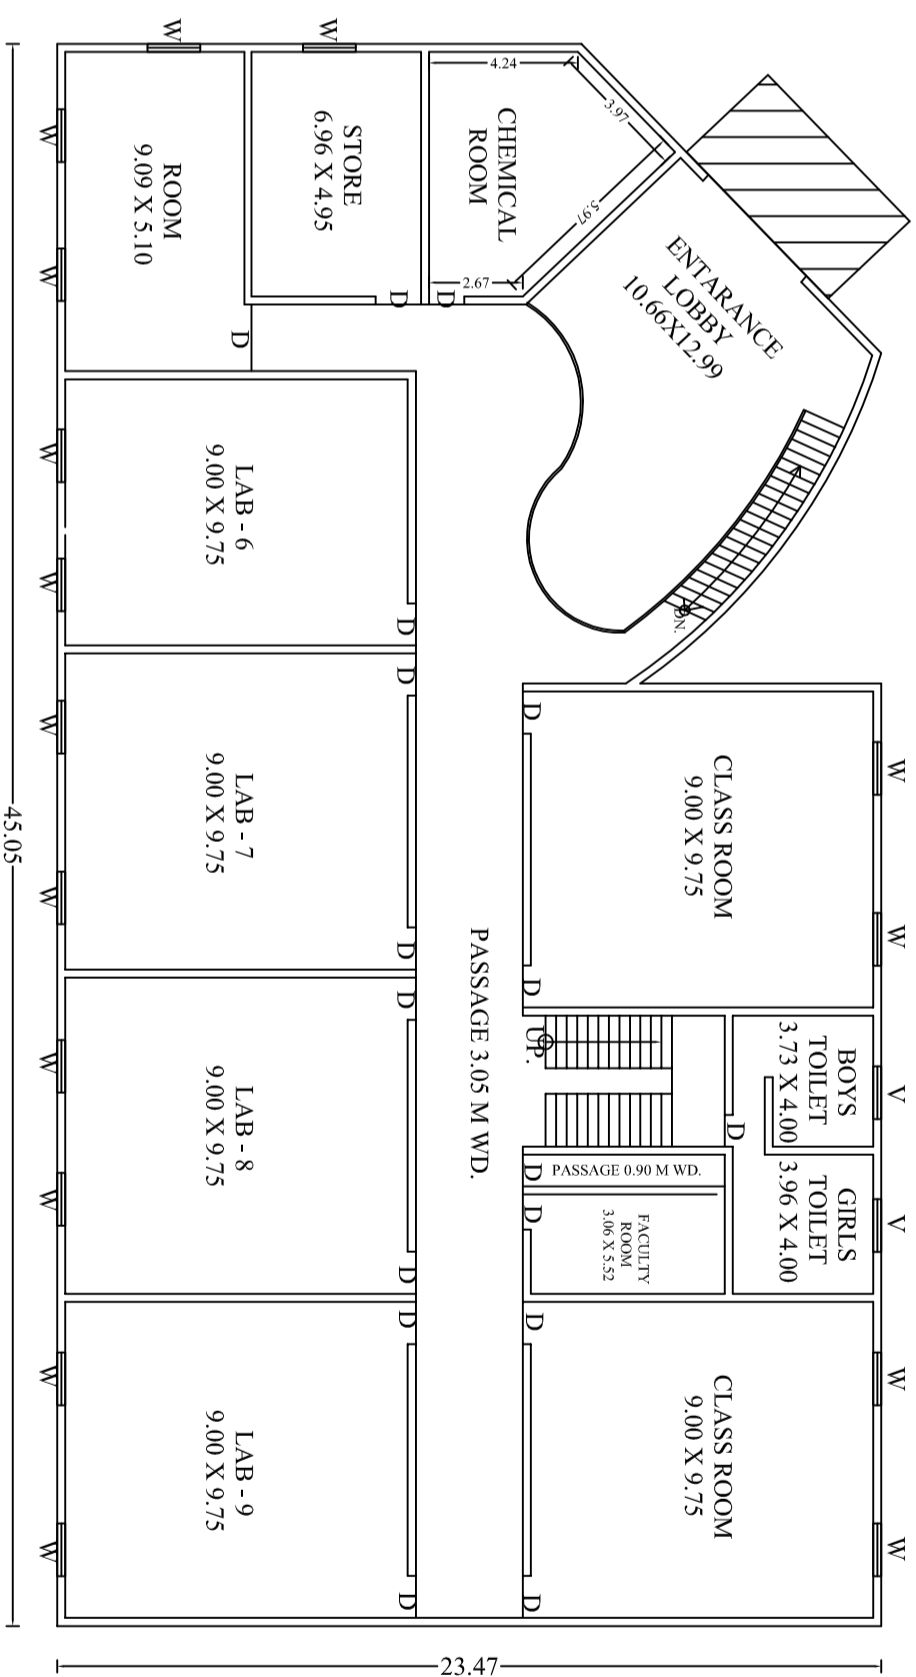 W
W
CHEMICAL
ROOM
4.24
3.97
5.97
2.67
STORE
6.96 X 4.95
ROOM
9.09 X 5.10
W
W
D
D
D
ENTARANCE
LOBBY
10.66X12.99
DN.
LAB - 6
9.00 X 9.75
W
W
D
LAB - 7
9.00 X 9.75
W
W
D
D
LAB - 8
9.00 X 9.75
W
W
D
D
LAB - 9
9.00 X 9.75
W
W
D
D
PASSAGE 3.05 M WD.
CLASS ROOM
9.00 X 9.75
W
W
D
D
UP.
BOYS
TOILET
3.73 X 4.00
V
D
GIRLS
TOILET
3.96 X 4.00
V
PASSAGE 0.90 M WD.
D
D
FACULTY
ROOM
3.06 X 5.52
CLASS ROOM
9.00 X 9.75
W
W
D
D
45.05
23.47